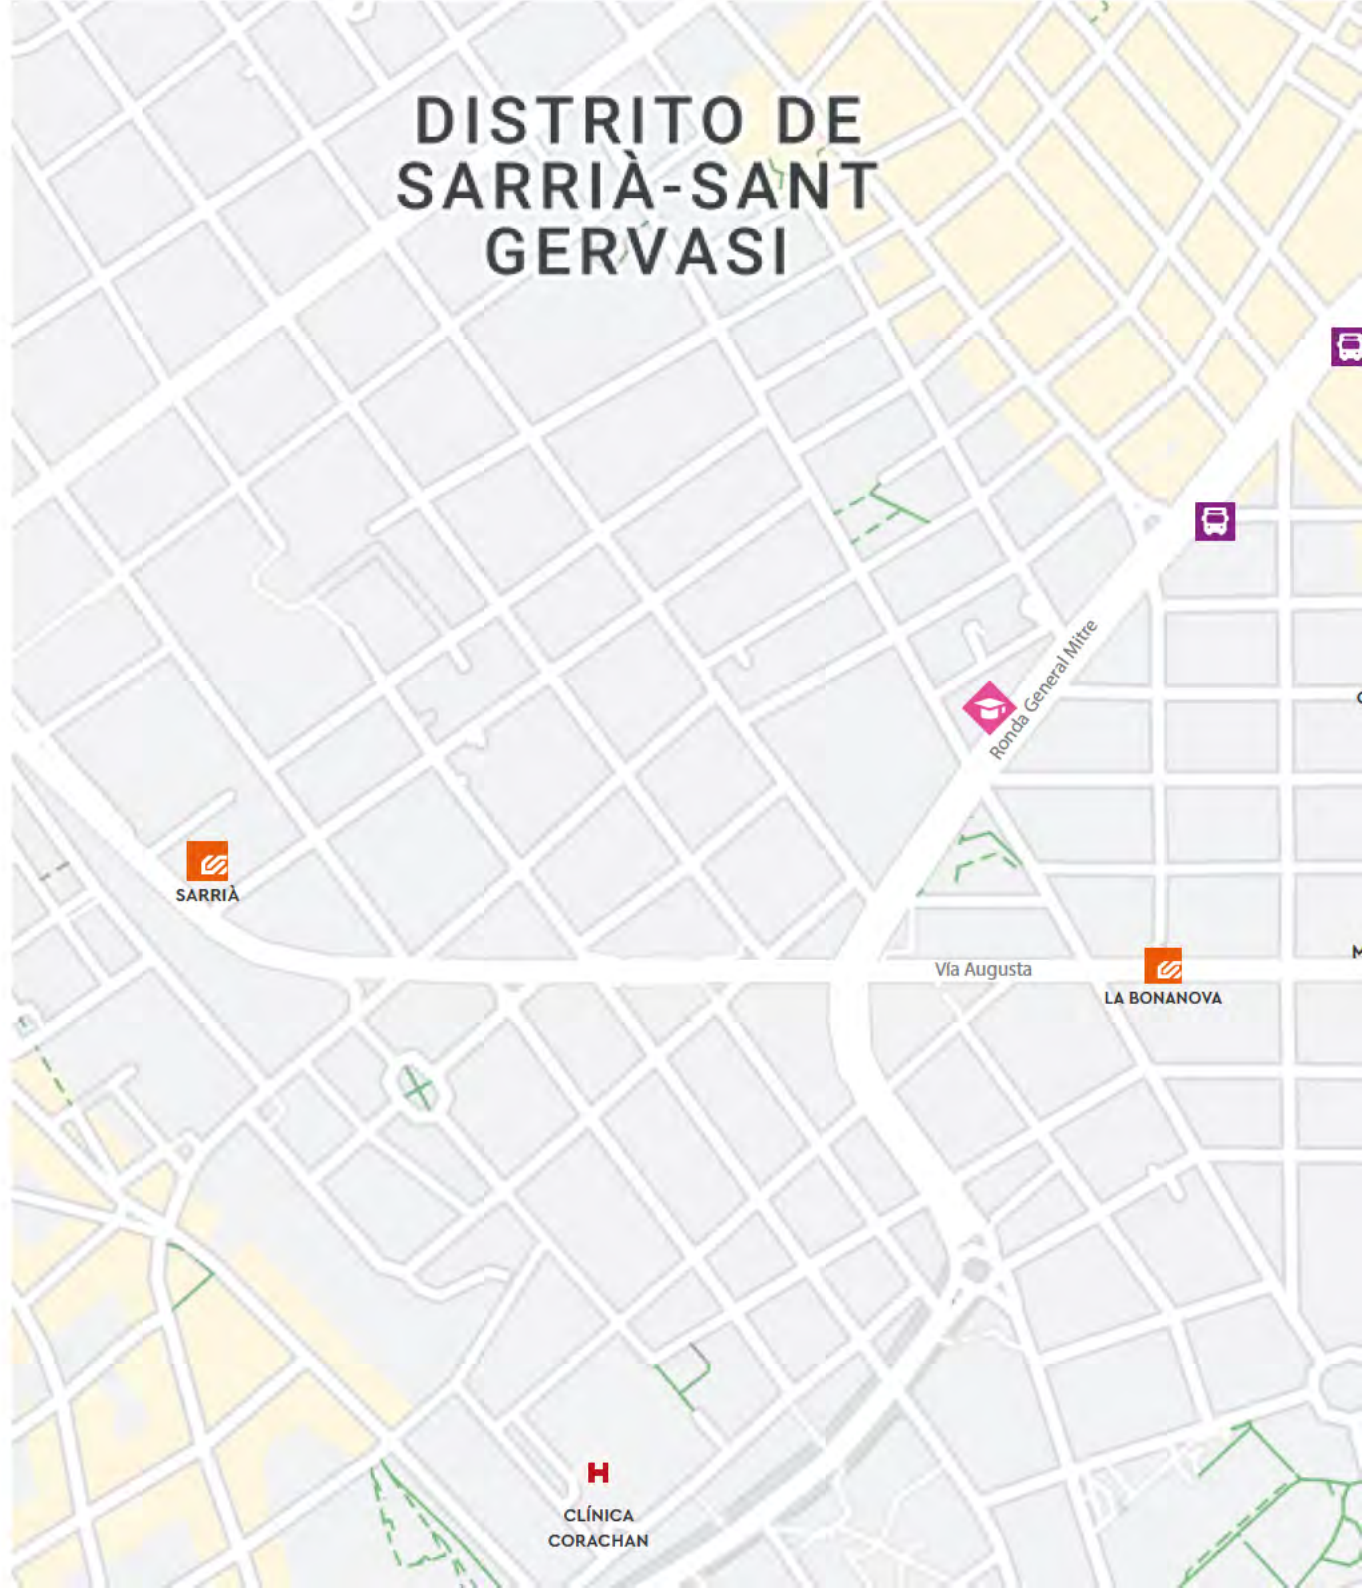 DISTRITO DE
SARRIÀ-SANT
GERVASI
Ronda General Mitre
SARRIÀ
Vía Augusta
LA BONANOVA
H
CLÍNICA
CORACHAN